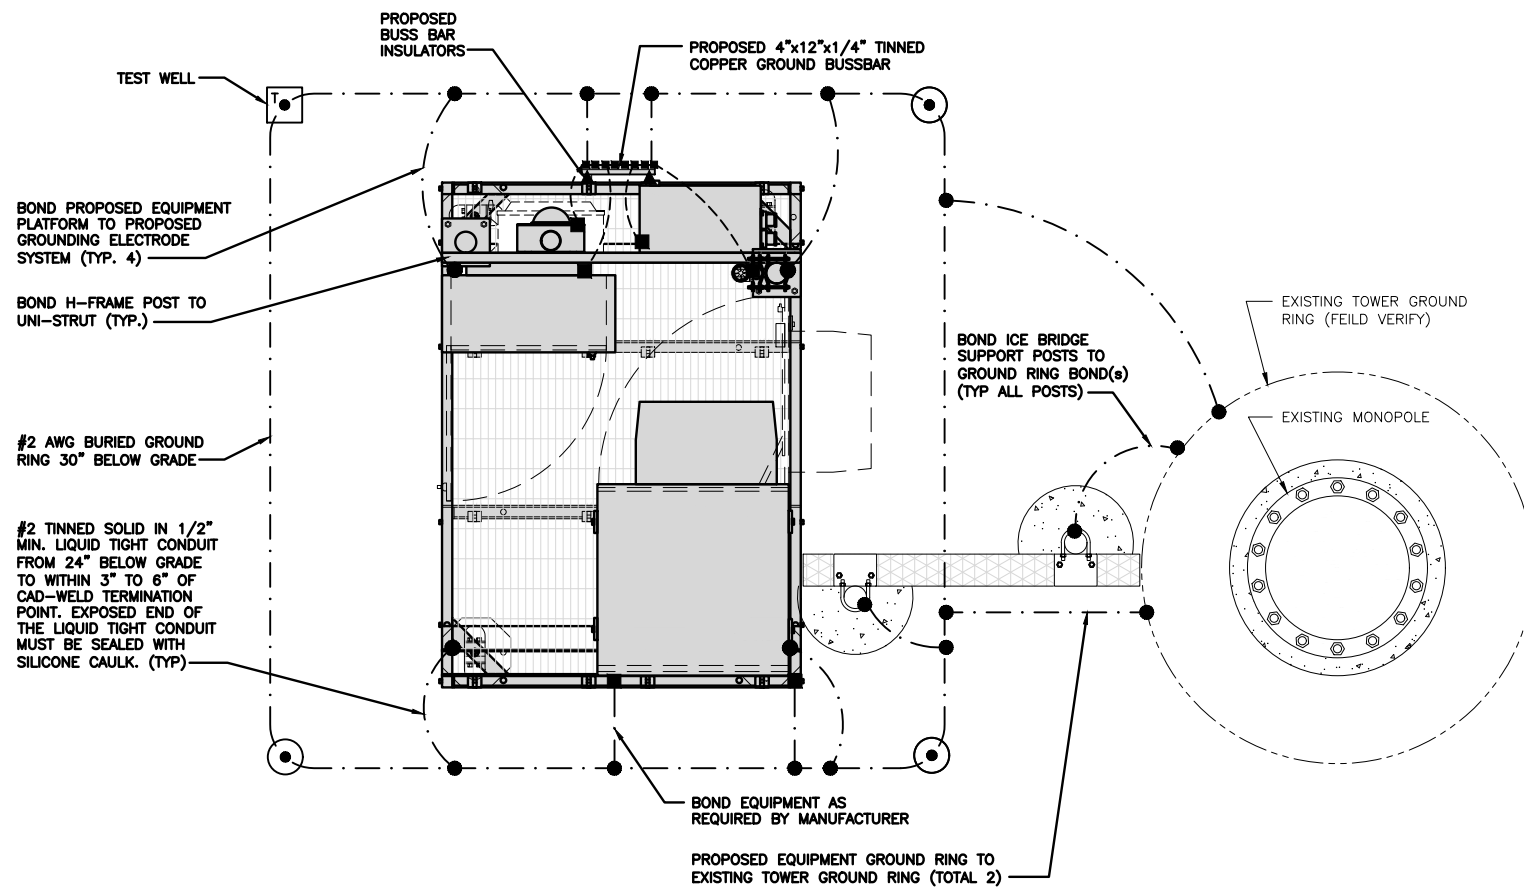 PROPOSED
BUSS BAR
INSULATORS
PROPOSED 4"x12"x1/4" TINNED
COPPER GROUND BUSSBAR
TEST WELL
T
BOND PROPOSED EQUIPMENT
PLATFORM TO PROPOSED
GROUNDING ELECTRODE
SYSTEM (TYP. 4)
BOND H-FRAME POST TO
UNI-STRUT (TYP.)
EXISTING TOWER GROUND
RING (FEILD VERIFY)
BOND ICE BRIDGE
SUPPORT POSTS TO
GROUND RING BOND(s)
(TYP ALL POSTS)
EXISTING MONOPOLE
#2 AWG BURIED GROUND
RING 30" BELOW GRADE
#2 TINNED SOLID IN 1/2"
MIN. LIQUID TIGHT CONDUIT
FROM 24" BELOW GRADE
TO WITHIN 3" TO 6" OF
CAD-WELD TERMINATION
POINT. EXPOSED END OF
THE LIQUID TIGHT CONDUIT
MUST BE SEALED WITH
SILICONE CAULK. (TYP)
BOND EQUIPMENT AS
REQUIRED BY MANUFACTURER
PROPOSED EQUIPMENT GROUND RING TO
EXISTING TOWER GROUND RING (TOTAL 2)